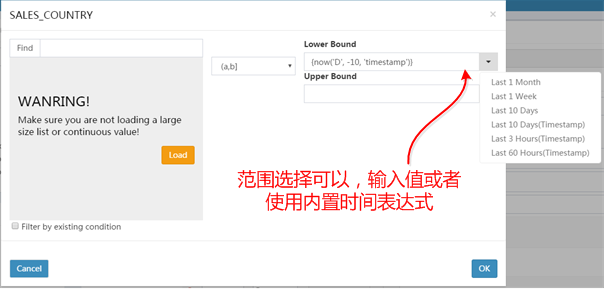 SALES_COUNTRY ×
Find
WANRING!
Make sure you are not loading a large
size list or continuous value!
Load
Filter by existing condition
(a,b]
Lower Bound
{now('D', -10, 'timestamp')}
Upper Bound
Last 1 Month
Last 1 Week
Last 10 Days
Last 10 Days(Timestamp)
Last 3 Hours(Timestamp)
Last 60 Hours(Timestamp)
范围选择可以，输入值或者
使用内置时间表达式
Cancel
OK